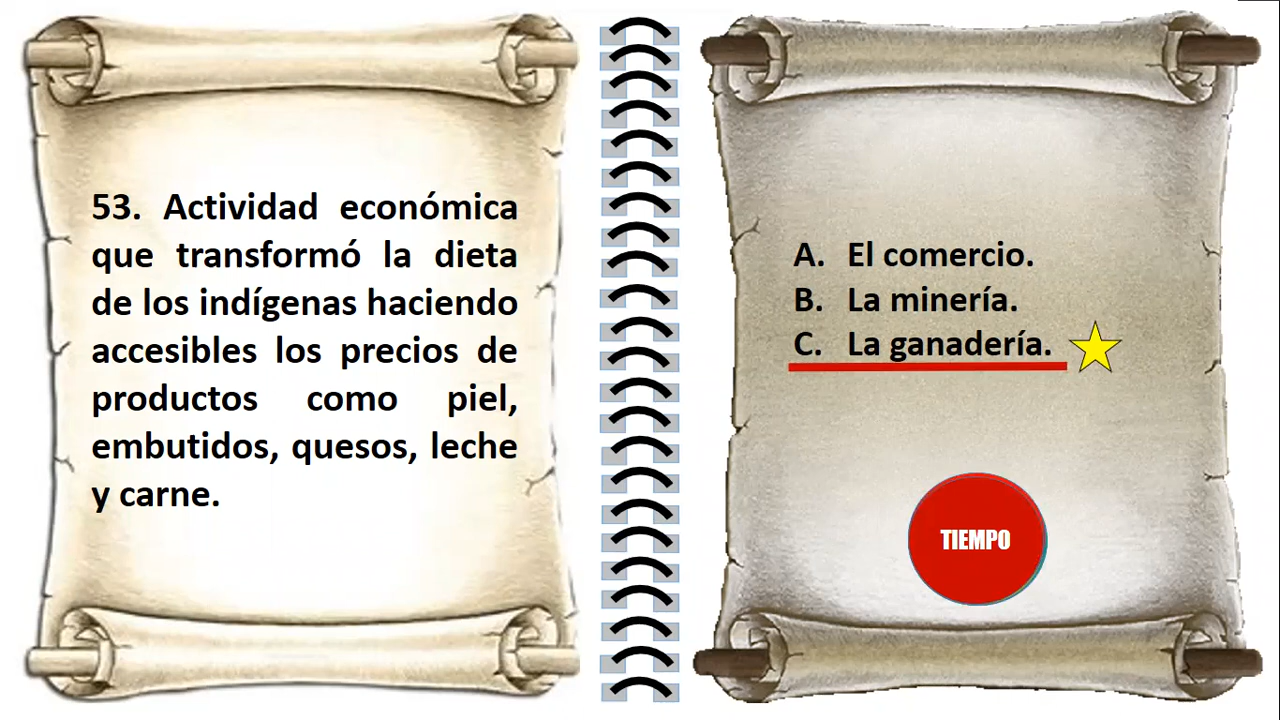 53. Actividad económica
que transformó la dieta
de los indígenas haciendo
accesibles los precios de
productos como piel,
embutidos, quesos, leche
y carne.
A. El comercio.
B. La minería.
C. La ganadería.
TIEMPO